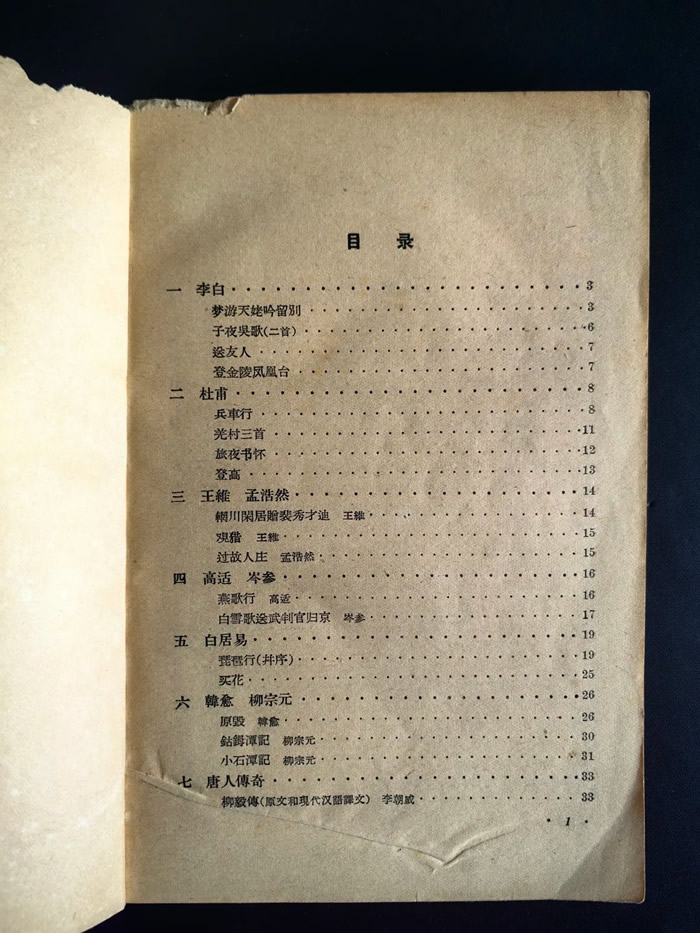 目录
一 李白 3
梦游天姥吟留別 3
子夜吳歌(二首) 6
送友人 7
登金陵凤凰台 7
二 杜甫 8
兵車行 8
羌村三首 11
旅夜书怀 12
登高 13
三 王維 孟浩然 14
輞川閑居贈裴秀才迪 王維 14
观猎 王維 15
过故人庄 孟浩然 15
四 高适 岑参 16
燕歌行 高适 16
白雪歌送武判官归京 岑参 17
五 白居易 19
琵琶行(幷序) 19
买花 25
六 韓愈 柳宗元 26
原毁 韓愈 26
鈷鉧潭記 柳宗元 30
小石潭記 柳宗元 31
七 唐人傳奇 33
柳毅傳(原文和現代汉語譯文) 李朝威 33
· 1 ·